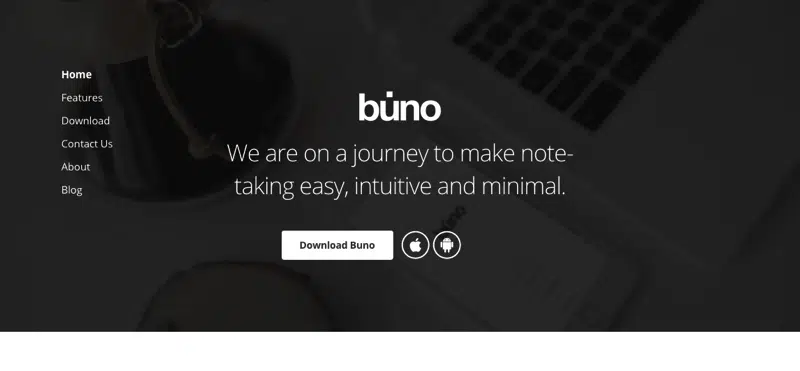 Home
Features
Download
Contact Us
About
Blog
büno
We are on a journey to make note-
taking easy, intuitive and minimal.
Download Buno